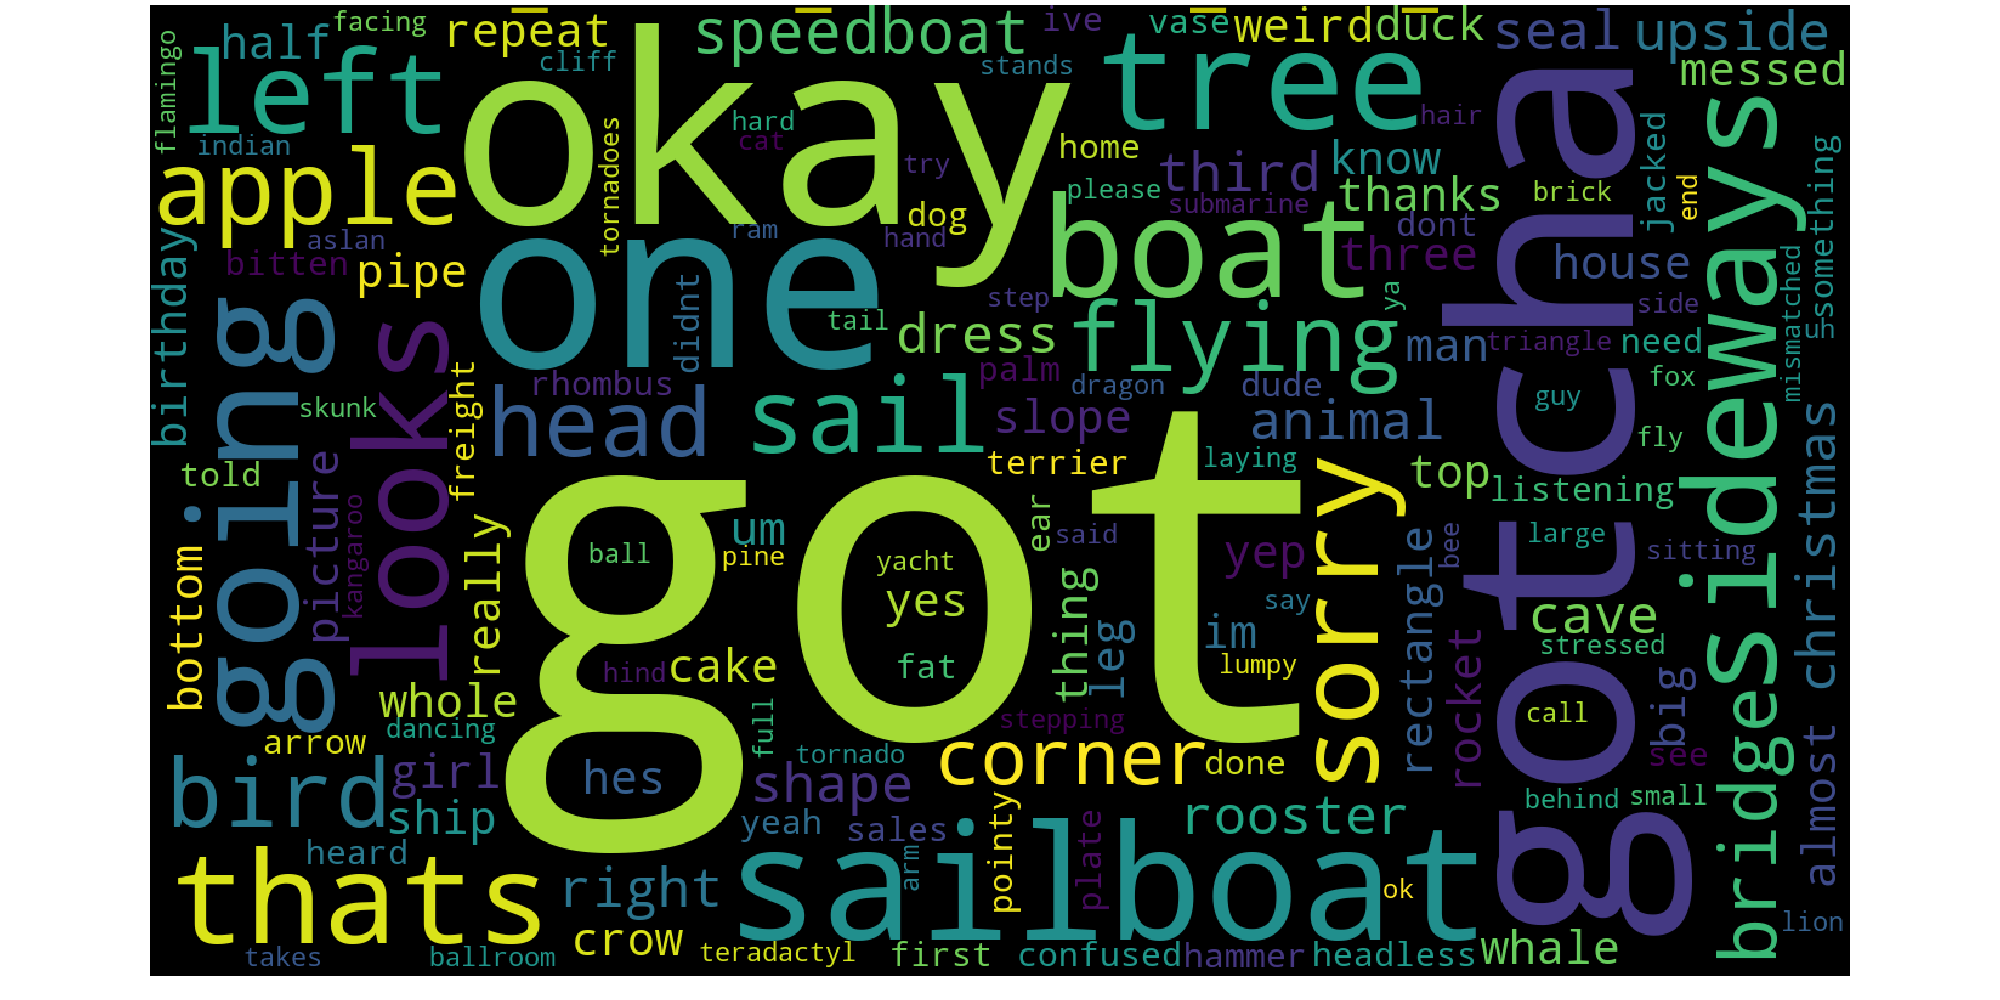 facing
half
repeat
speedboat
ive
vase
weird
duck
seal
upside
flamingo
left
cliff
okay
stands
tree
messed
indian
hard
cat
hair
gotcha
sideways
apple
tornadoes
try
home
third
know
thanks
brick
jacked
end
something
please
submarine
aslan
bitten
pipe
one
ram
dog
hand
boat
dont
three
house
birthday
going
looks
didnt
tail
step
ya
side
mismatched
uh
dress
flying
man
triangle
need
freight
rhombus
palm
dragon
dude
fox
skunk
head
sail
slope
animal
guy
fly
told
picture
kangaroo
terrier
laying
sorry
top
listening
christmas
bottom
really
got
um
ball
pine
yacht
yes
ear
said
yep
rectangle
bee
large
sitting
hind
cake
fat
thing
leg
im
say
lumpy
rocket
cave
stressed
whole
dancing
stepping
big
call
bridge
almost
arrow
girl
full
tornado
corner
done
see
bird
hes
shape
ship
yeah
sales
pointy
plate
rooster
behind
small
heard
thats
right
arm
sailboat
ok
lion
takes
ballroom
crow
teradactyl
first
confused
hammer
headless
whale